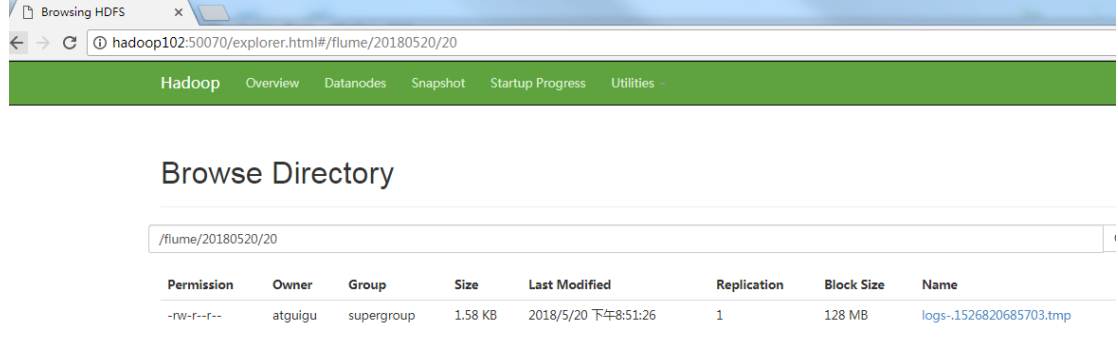 Browsing HDFS
hadoop102:50070/explorer.html#/flume/20180520/20
Hadoop Overview Datanodes Snapshot Startup Progress Utilities
Browse Directory
/flume/20180520/20
Permission Owner Group Size Last Modified Replication Block Size Name
-rw-r--r-- atguigu supergroup 1.58 KB 2018/5/20 下午8:51:26 1 128 MB logs-.1526820685703.tmp